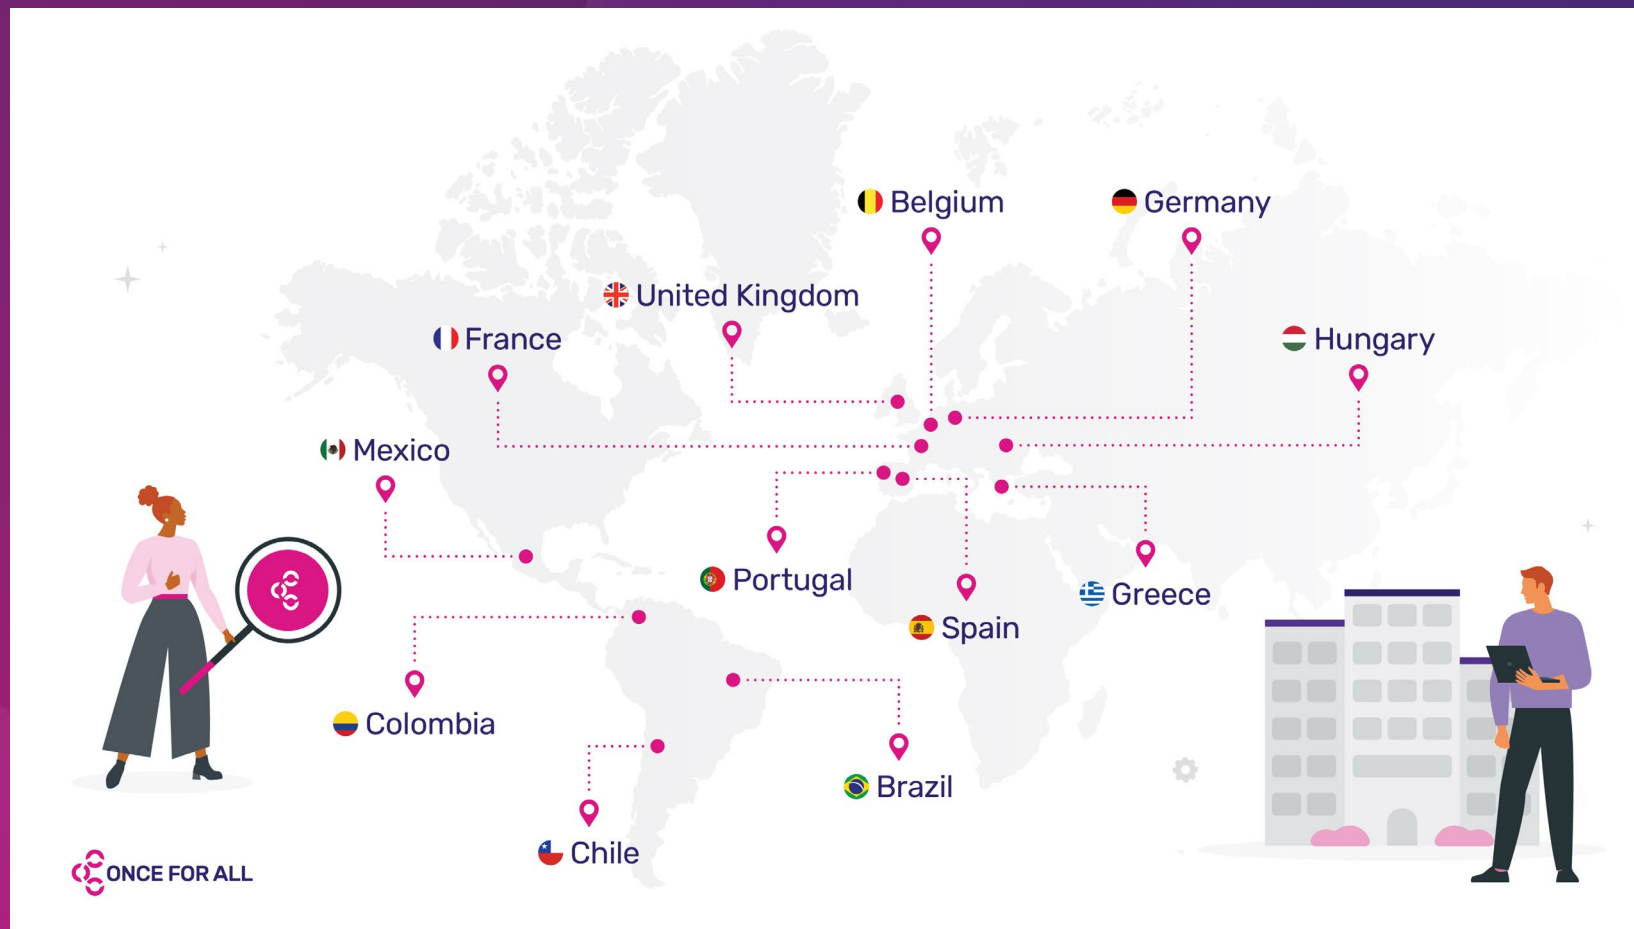 Belgium
Germany
United Kingdom
France
Hungary
Mexico
Portugal
Greece
Spain
Colombia
Brazil
Chile
ONCE FOR ALL